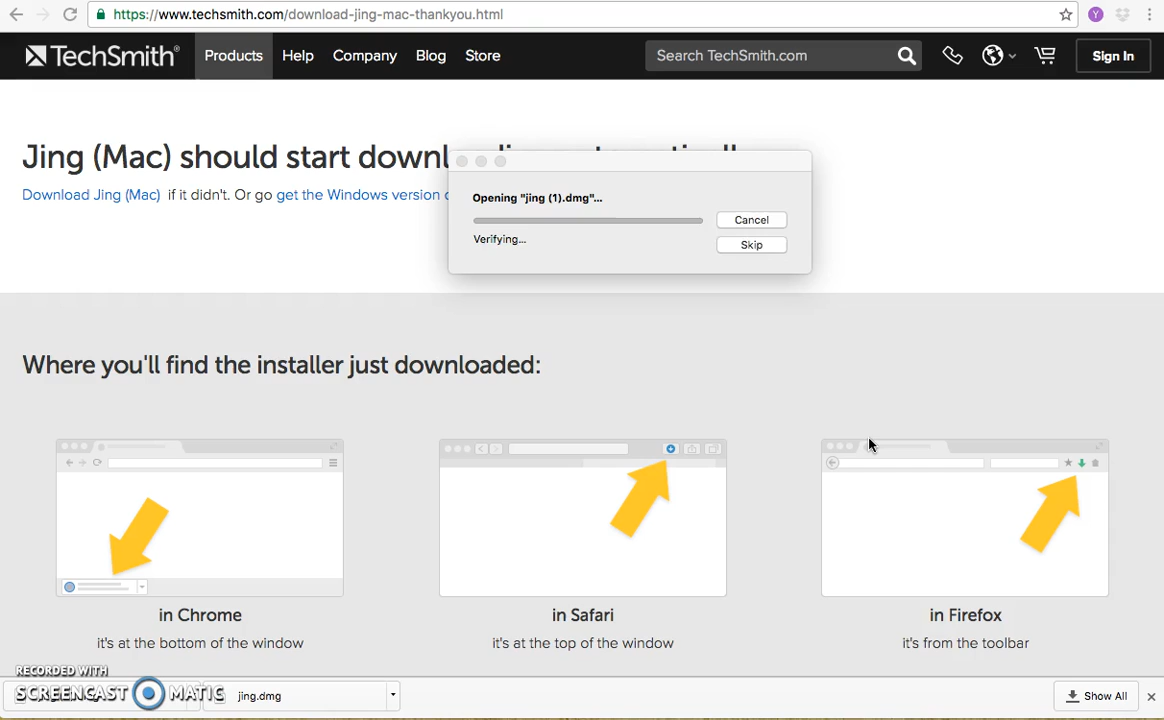 https://www.techsmith.com/download-jing-mac-thankyou.html
Y
TechSmith®
Products Help Company Blog Store Search TechSmith.com Sign In
Jing (Mac) should start downl
Download Jing (Mac) if it didn't. Or go get the Windows version
Opening "jing (1).dmg"...
Cancel
Verifying...
Skip
Where you'll find the installer just downloaded:
in Chrome in Safari in Firefox
it's at the bottom of the window it's at the top of the window it's from the toolbar
RECORDED WITH
SCREENCAST MATIC
jing.dmg Show All